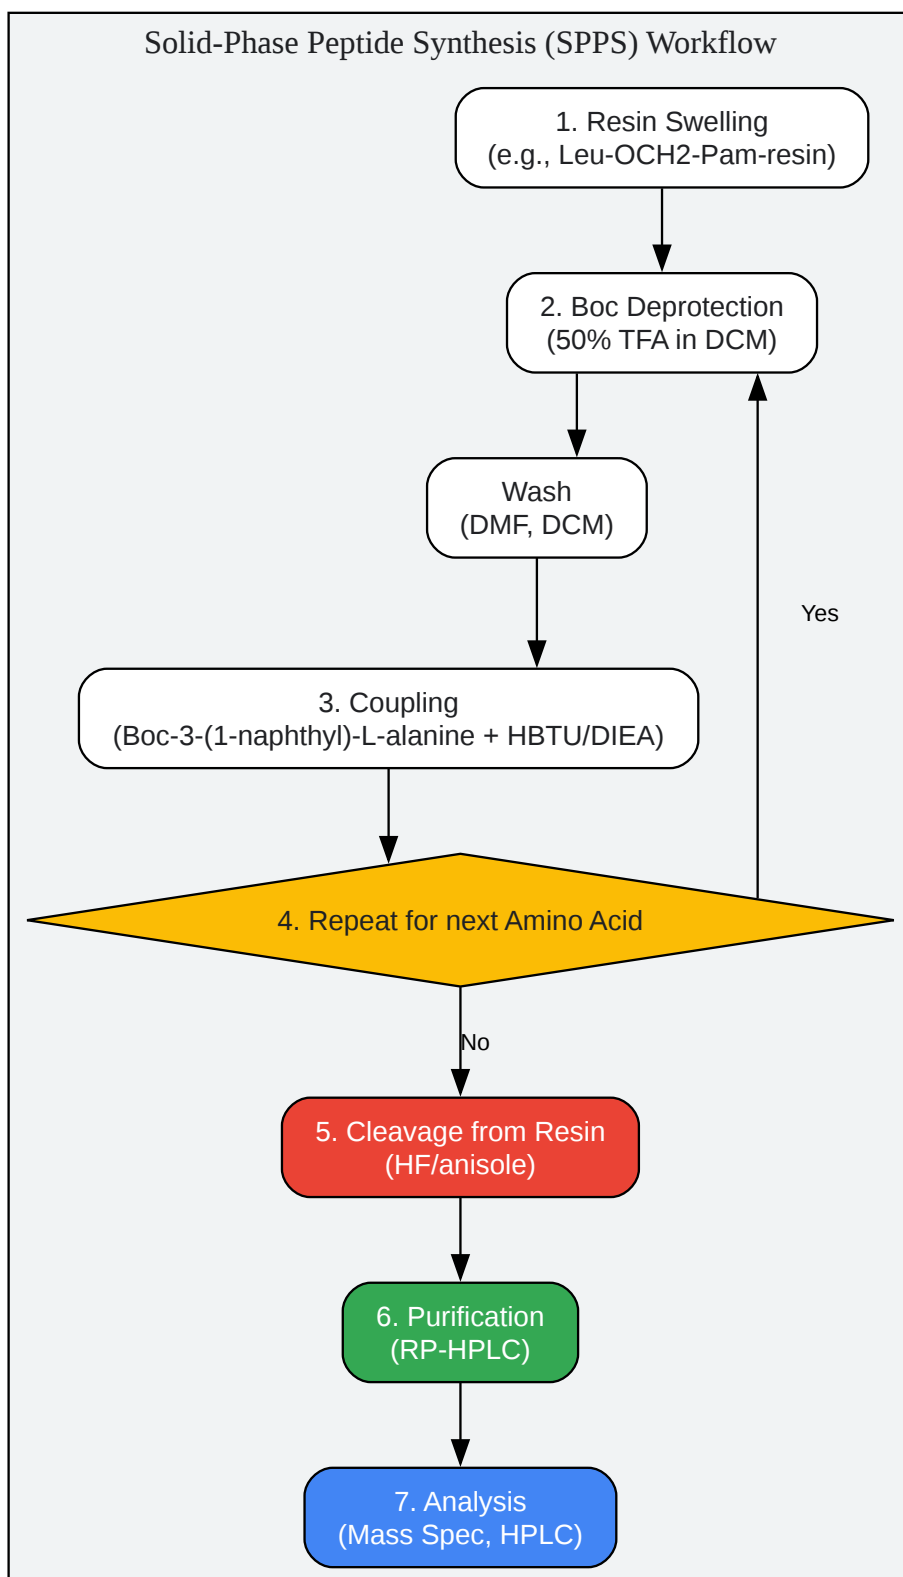 Solid-Phase Peptide Synthesis (SPPS) Workflow
1. Resin Swelling
(e.g., Leu-OCH2-Pam-resin)
2. Boc Deprotection
(50% TFA in DCM)
Wash
(DMF, DCM)
Yes
3. Coupling
(Boc-3-(1-naphthyl)-L-alanine + HBTU/DIEA)
4. Repeat for next Amino Acid
No
5. Cleavage from Resin
(HF/anisole)
6. Purification
(RP-HPLC)
7. Analysis
(Mass Spec, HPLC)